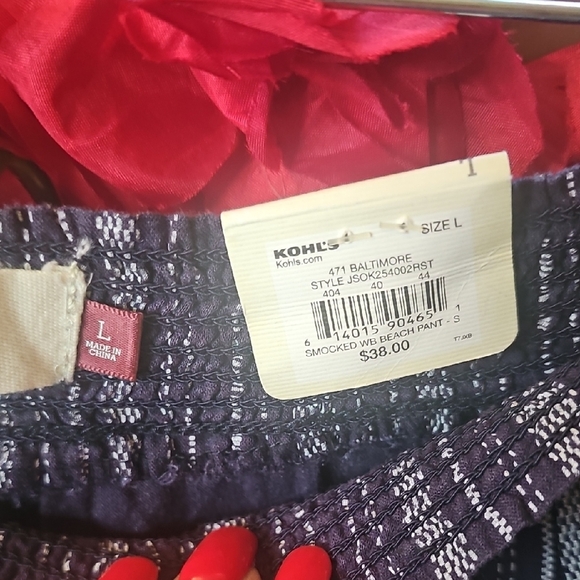 KOHL'S SIZE L
Kohls.com
471 BALTIMORE
STYLE JSOK254002RST
404 40 44
6 14015 90465 1
SMOCKED WB BEACH PANT - S
$38.00
L
MADE IN
CHINA